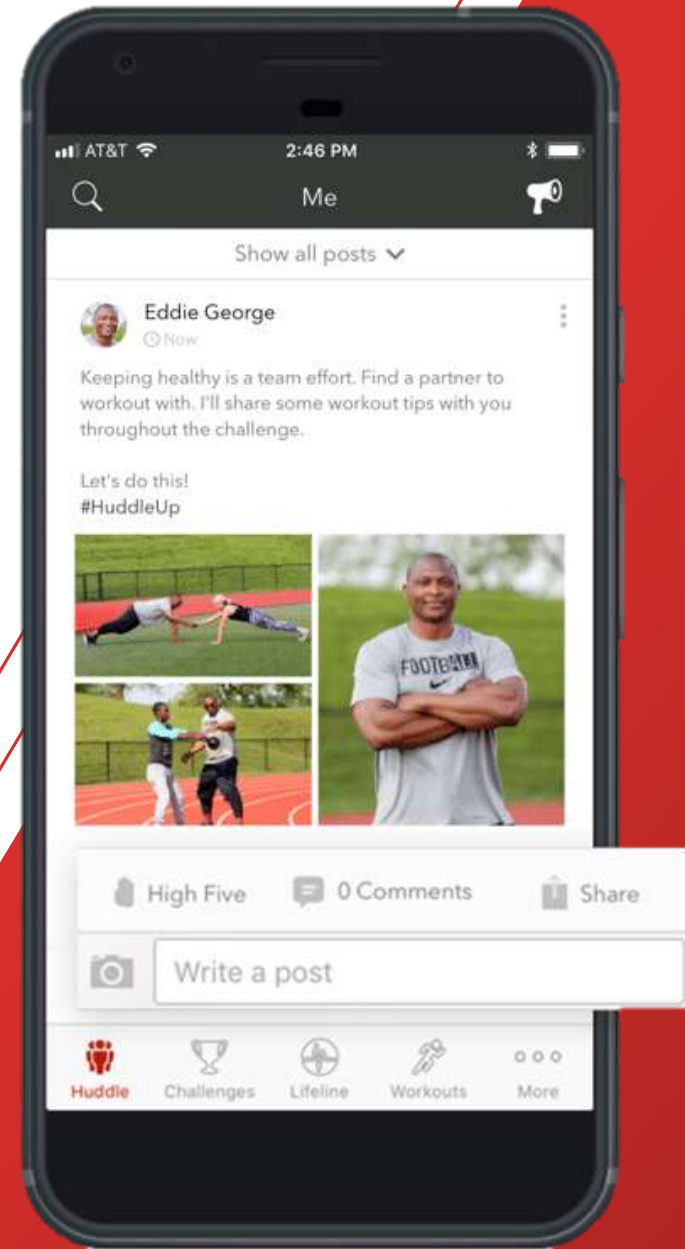 AT&T
2:46 PM
Me
Show all posts
Eddie George
Now
Keeping healthy is a team effort. Find a partner to
workout with. I'll share some workout tips with you
throughout the challenge.
Let's do this!
#HuddleUp
FOOTBALL
High Five
0 Comments
Share
Write a post
Huddle
Challenges
Lifeline
Workouts
More